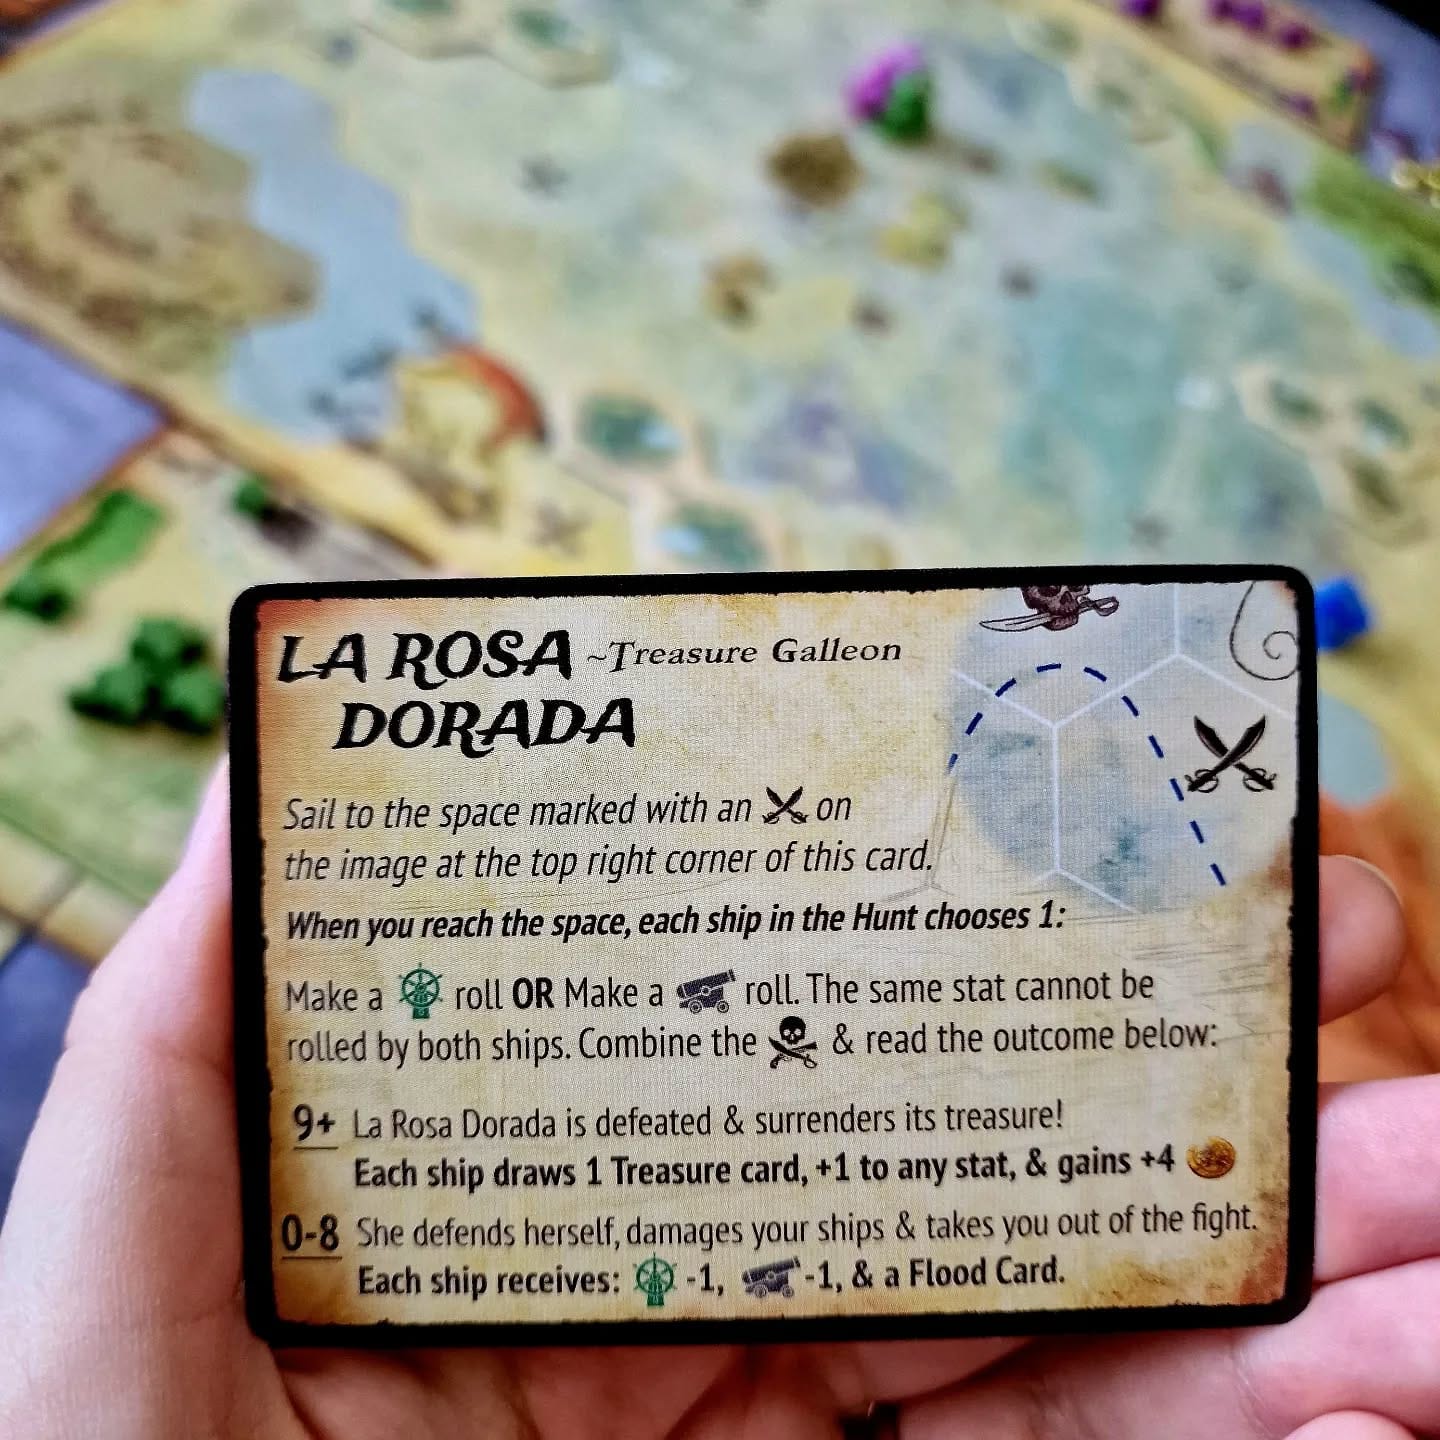 LA ROSA ~Treasure Galleon
DORADA
Sail to the space marked with an on
the image at the top right corner of this card.
When you reach the space, each ship in the Hunt chooses 1:
Make a roll OR Make a roll. The same stat cannot be
rolled by both ships. Combine the & read the outcome below:
9+ La Rosa Dorada is defeated & surrenders its treasure!
Each ship draws 1 Treasure card, +1 to any stat, & gains +4
0-8 She defends herself, damages your ships & takes you out of the fight.
Each ship receives: -1, -1, & a Flood Card.